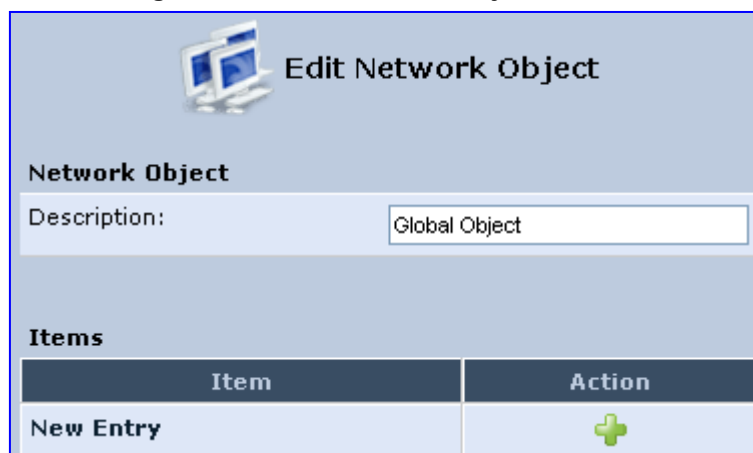 Edit Network Object
Network Object
Description: Global Object
Items
Item Action
New Entry